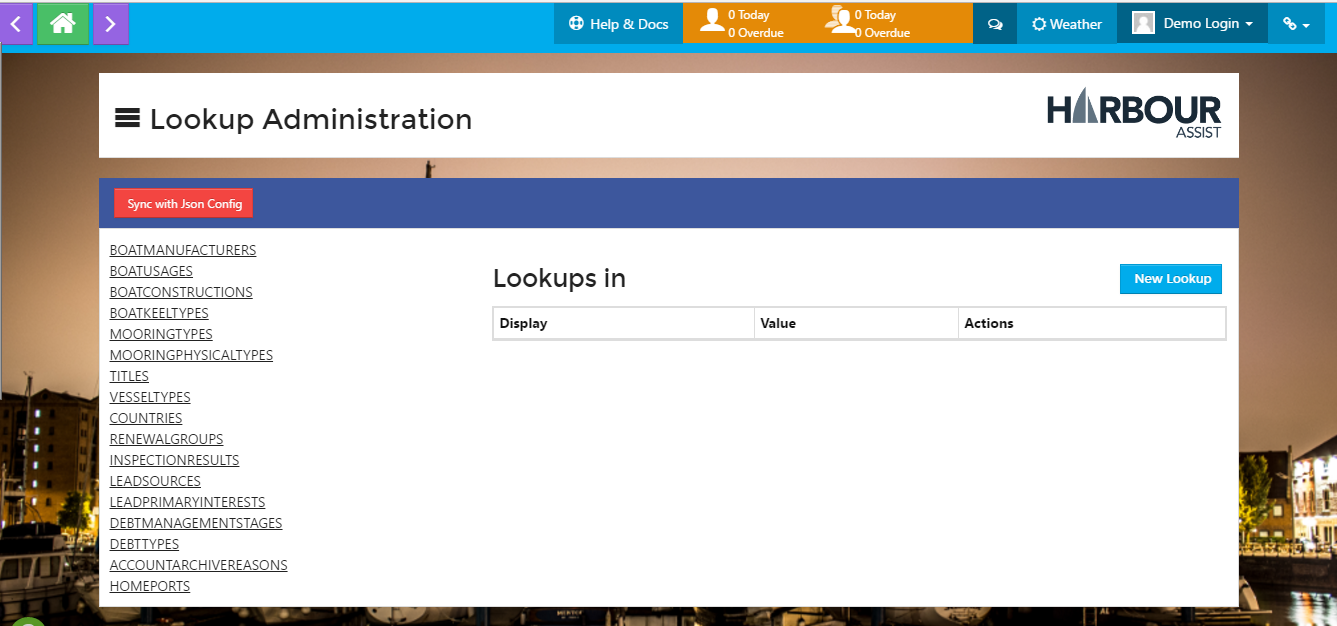 Help & Docs
0 Today
0 Overdue
0 Today
0 Overdue
Weather
Demo Login
Lookup Administration
HARBOUR
ASSIST
Sync with Json Config
BOATMANUFACTURERS
BOATUSAGES
BOATCONSTRUCTIONS
BOATKEELTYPES
MOORINGTYPES
MOORINGPHYSICALTYPES
TITLES
VESSELTYPES
COUNTRIES
RENEWALGROUPS
INSPECTIONRESULTS
LEADSOURCES
LEADPRIMARYINTERESTS
DEBTMANAGEMENTSTAGES
DEBTTYPES
ACCOUNTARCHIVEREASONS
HOMEPORTS
Lookups in
New Lookup
Display Value Actions